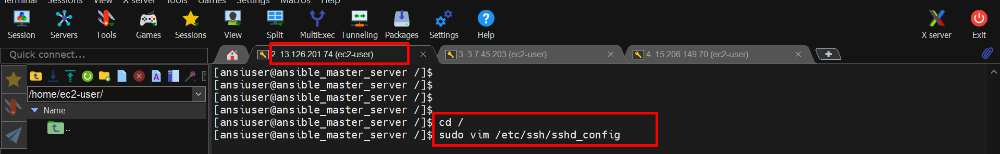 Terminal Sessions View X server Tools Games Settings Macros Help
Session Servers Tools Games Sessions View Split MultiExec Tunneling Packages Settings Help X server Exit
Quick connect...
2. 13.126.201.74 (ec2-user)
3. 3.7.45.203 (ec2-user)
4. 15.206.149.70 (ec2-user)
/home/ec2-user/
Name
..
[ansiuser@ansible_master_server /]$
[ansiuser@ansible_master_server /]$
[ansiuser@ansible_master_server /]$
[ansiuser@ansible_master_server /]$
[ansiuser@ansible_master_server /]$ cd /
[ansiuser@ansible_master_server /]$ sudo vim /etc/ssh/sshd_config